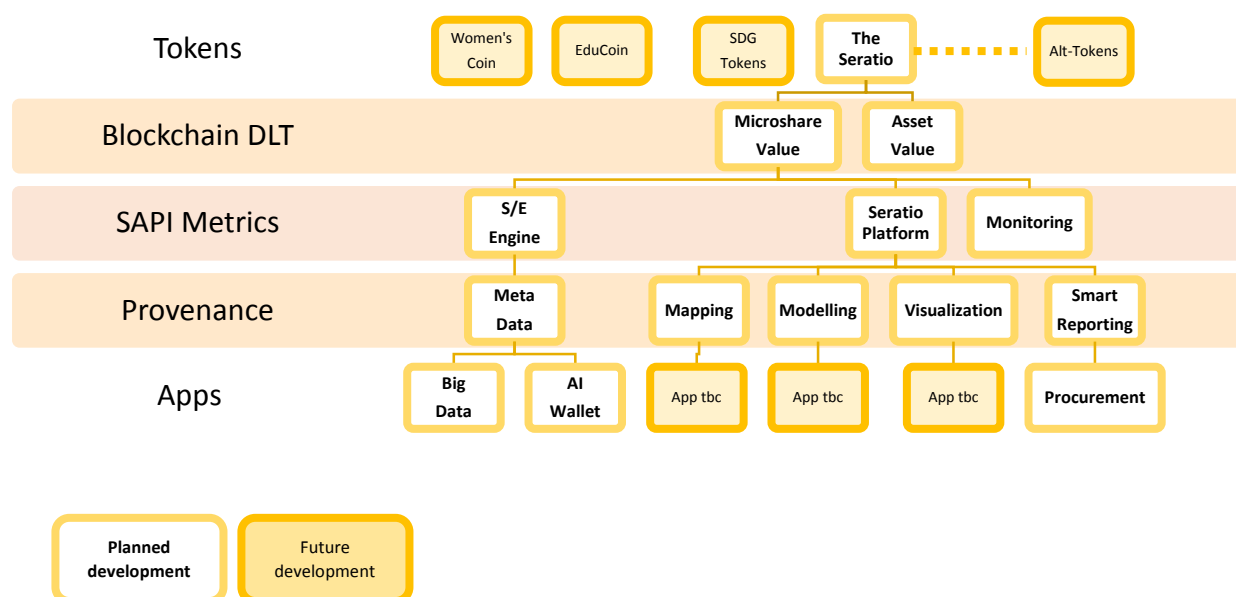 Tokens
Women's
Coin
EduCoin
SDG
Tokens
The
Seratio
Alt-Tokens
Blockchain DLT
Microshare
Value
Asset
Value
SAPI Metrics
S/E
Engine
Seratio
Platform
Monitoring
Provenance
Meta
Data
Mapping
Modelling
Visualization
Smart
Reporting
Apps
Big
Data
AI
Wallet
App tbc
App tbc
App tbc
Procurement
Planned
development
Future
development